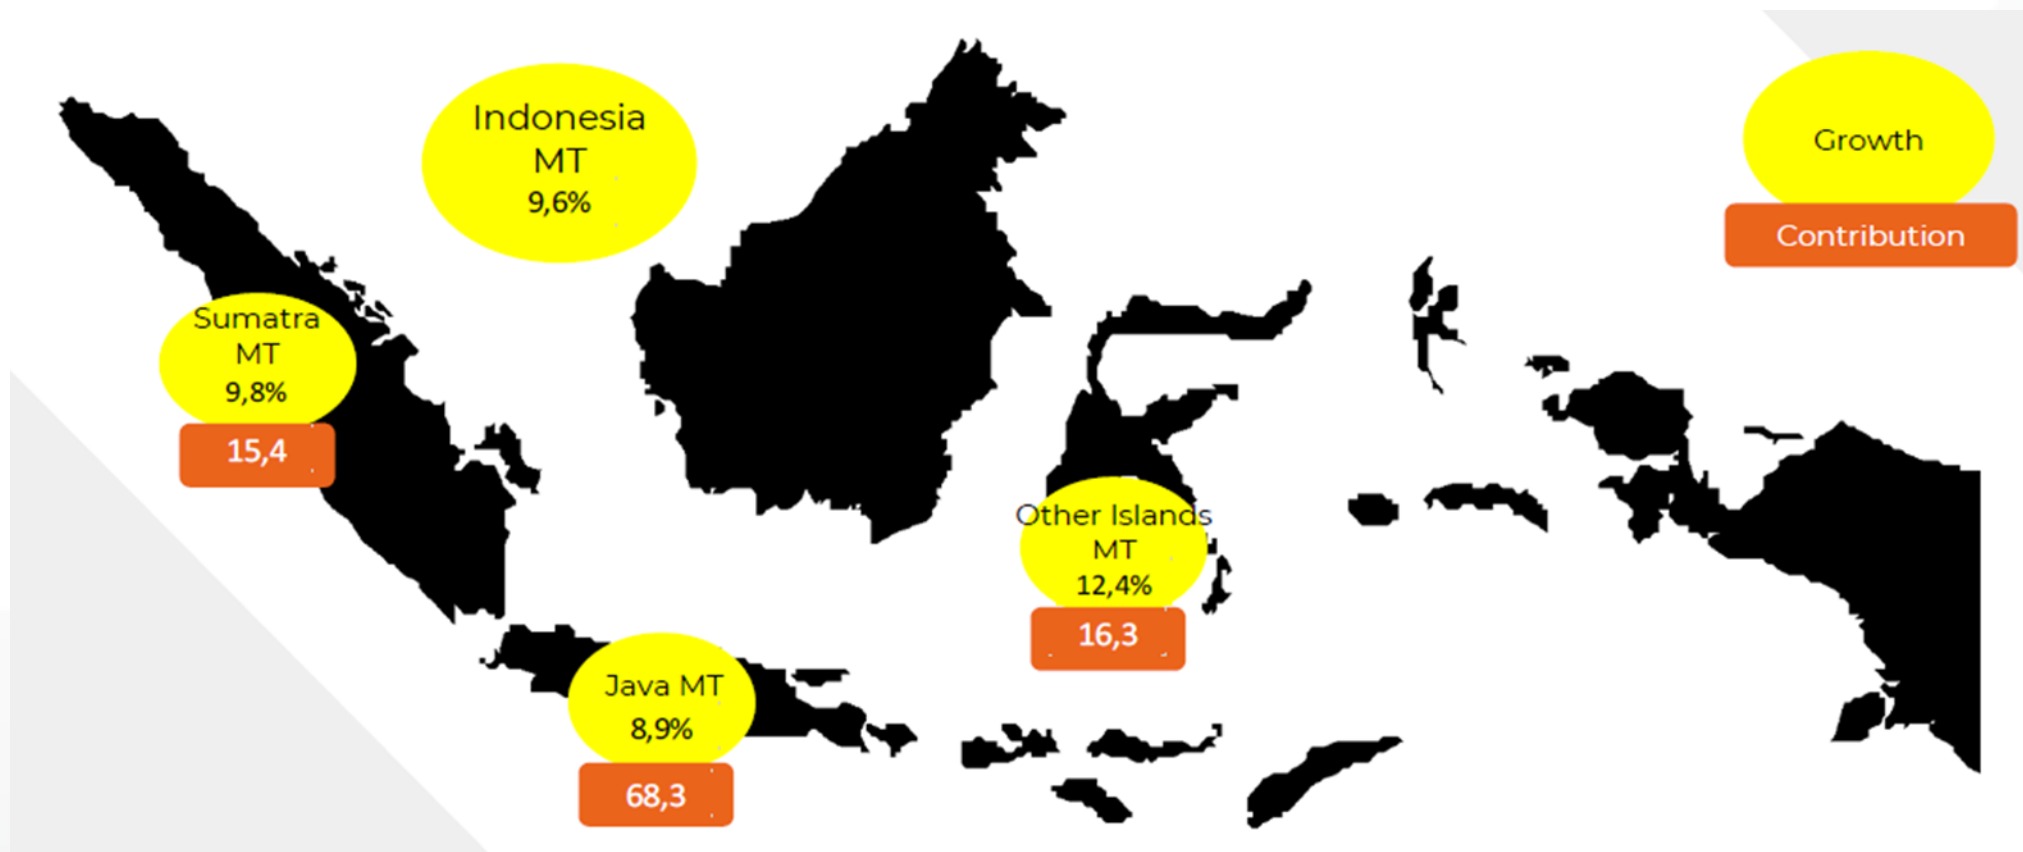 Indonesia
MT
9,6%
Growth
Contribution
Sumatra
MT
9,8%
15,4
Other Islands
MT
12,4%
16,3
Java MT
8,9%
68,3